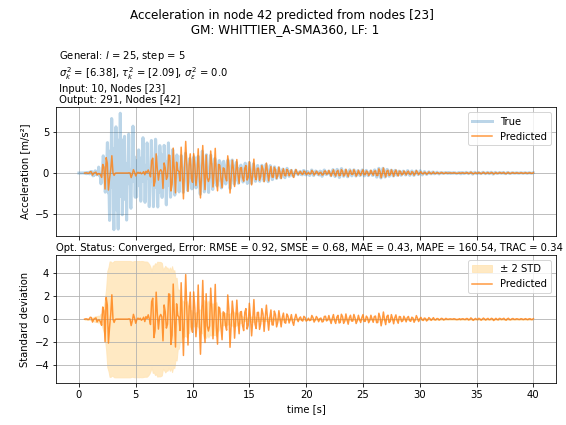 Acceleration in node 42 predicted from nodes [23]
GM: WHITTIER_A-SMA360, LF: 1
General: l = 25, step = 5
σ²ₖ = [6.38], τ²ₖ = [2.09], σ²ε = 0.0
Input: 10, Nodes [23]
Output: 291, Nodes [42]
Acceleration [m/s²]
5
0
−5
True
Predicted
Opt. Status: Converged, Error: RMSE = 0.92, SMSE = 0.68, MAE = 0.43, MAPE = 160.54, TRAC = 0.34
Standard deviation
4
2
0
−2
−4
± 2 STD
Predicted
0 5 10 15 20 25 30 35 40
time [s]